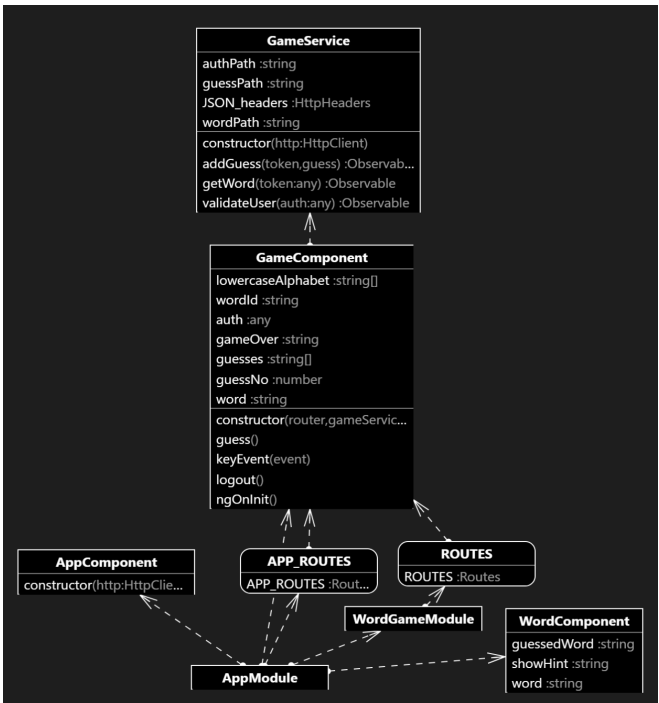 GameService
authPath :string
guessPath :string
JSON_headers :HttpHeaders
wordPath :string
constructor(http:HttpClient)
addGuess(token,guess) :Observab...
getWord(token:any) :Observable
validateUser(auth:any) :Observable
GameComponent
lowercaseAlphabet :string[]
wordId :string
auth :any
gameOver :string
guesses :string[]
guessNo :number
word :string
constructor(router,gameServic...
guess()
keyEvent(event)
logout()
ngOnInit()
AppComponent
constructor(http:HttpClie...
APP_ROUTES
APP_ROUTES :Rout...
ROUTES
ROUTES :Routes
WordGameModule
WordComponent
guessedWord :string
showHint :string
word :string
AppModule